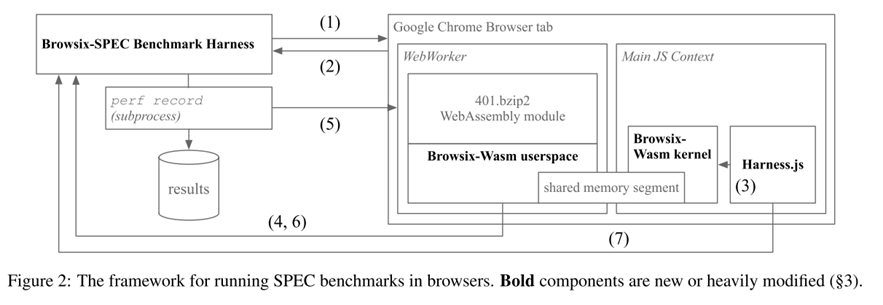 (1)
Google Chrome Browser tab
Browsix-SPEC Benchmark Harness
(2)
WebWorker
Main JS Context
perf record
(subprocess)
(5)
401.bzip2
WebAssembly module
Browsix-Wasm userspace
Browsix-
Wasm kernel
Harness.js
(3)
shared memory segment
results
(4, 6)
(7)
Figure 2: The framework for running SPEC benchmarks in browsers. Bold components are new or heavily modified (§3).